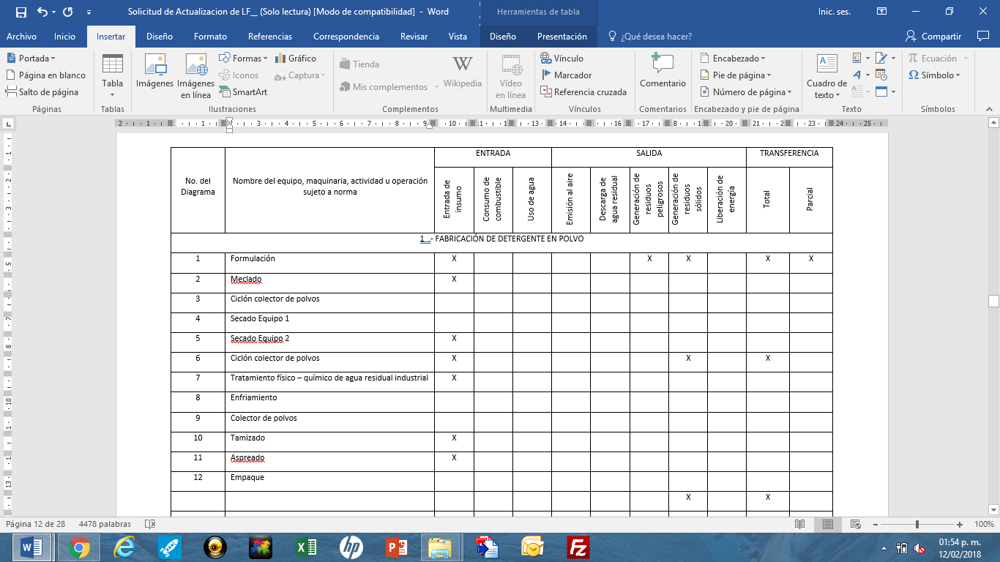 Solicitud de Actualizacion de LF__ (Solo lectura) [Modo de compatibilidad] - Word
Herramientas de tabla
Inic. ses.
Archivo Inicio Insertar Diseño Formato Referencias Correspondencia Revisar Vista Diseño Presentación ¿Qué desea hacer? Compartir
Portada
Página en blanco
Salto de página
Páginas
Tabla
Tablas
Imágenes
Imágenes en línea
Formas
Iconos
SmartArt
Gráfico
Captura
Ilustraciones
Tienda
Mis complementos
Wikipedia
Complementos
Vídeo en línea
Multimedia
Vínculo
Marcador
Referencia cruzada
Vínculos
Comentario
Comentarios
Encabezado
Pie de página
Número de página
Encabezado y pie de página
Cuadro de texto
Texto
Ecuación
Símbolo
Símbolos
No. del Diagrama
Nombre del equipo, maquinaria, actividad u operación
sujeto a norma
ENTRADA SALIDA TRANSFERENCIA
Entrada de insumo
Consumo de combustible
Uso de agua
Emisión al aire
Descarga de agua residual
Generación de residuos peligrosos
Generación de residuos sólidos
Liberación de energía
Total
Parcial
1 .- FABRICACIÓN DE DETERGENTE EN POLVO
1 Formulación X X X X X
2 Meclado X
3 Ciclón colector de polvos
4 Secado Equipo 1
5 Secado Equipo 2 X
6 Ciclón colector de polvos X X X
7 Tratamiento físico – químico de agua residual industrial X
8 Enfriamiento
9 Colector de polvos
10 Tamizado X
11 Aspreado X
12 Empaque
X X
Página 12 de 28 4478 palabras 100%
01:54 p. m.
12/02/2018